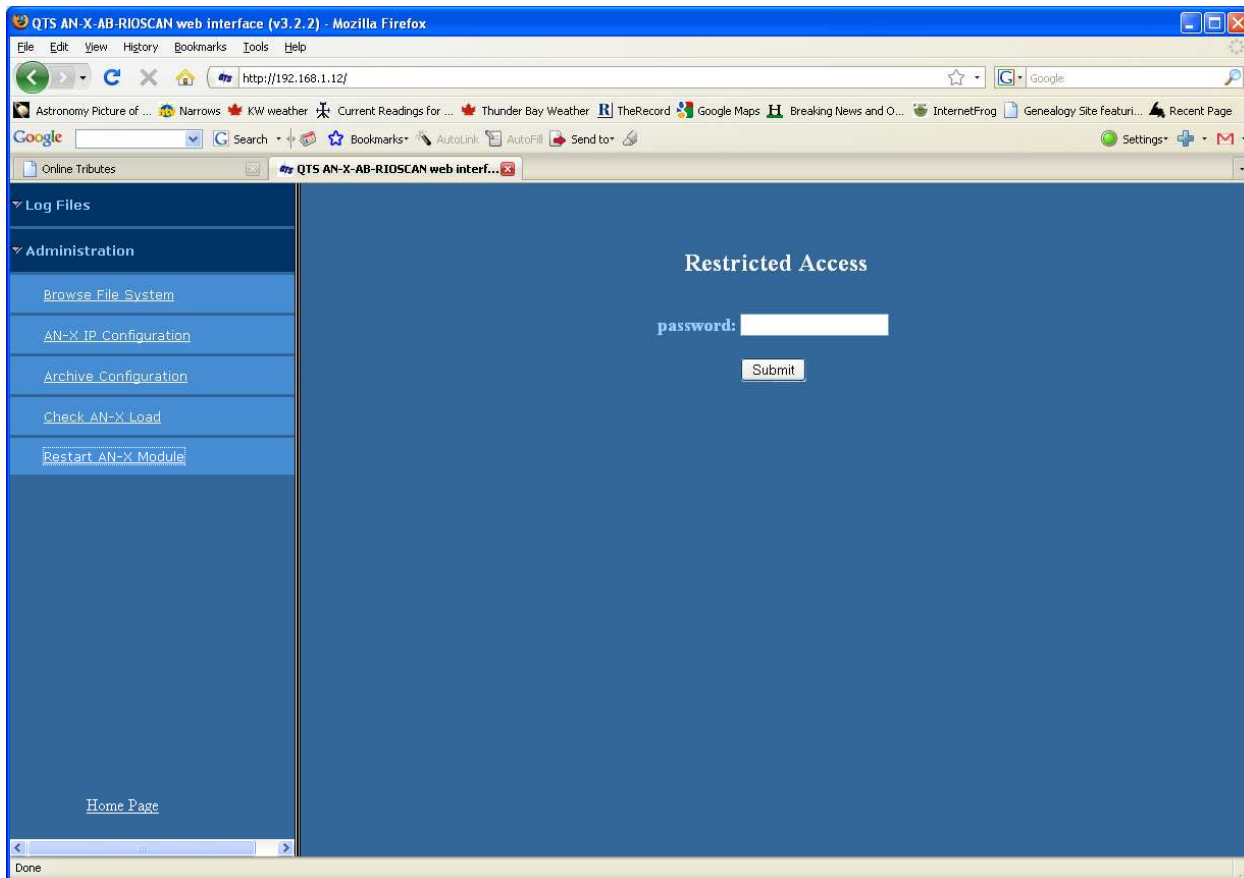 QTS AN-X-AB-RIOSCAN web interface (v3.2.2) - Mozilla Firefox
File Edit View History Bookmarks Tools Help
http://192.168.1.12/
Google
Astronomy Picture of ... Narrows KW weather Current Readings for ... Thunder Bay Weather TheRecord Google Maps Breaking News and O... InternetFrog Genealogy Site featuri... Recent Page
Google Search Bookmarks AutoLink AutoFill Send to Settings
Online Tributes QTS AN-X-AB-RIOSCAN web interf...
Log Files
Administration
Browse File System
AN-X IP Configuration
Archive Configuration
Check AN-X Load
Restart AN-X Module
Home Page
Restricted Access
password:
Submit
Done